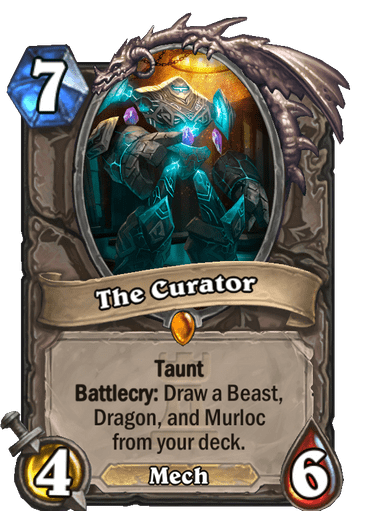 7
The Curator
Taunt
Battlecry: Draw a Beast,
Dragon, and Murloc
from your deck.
4
Mech
6